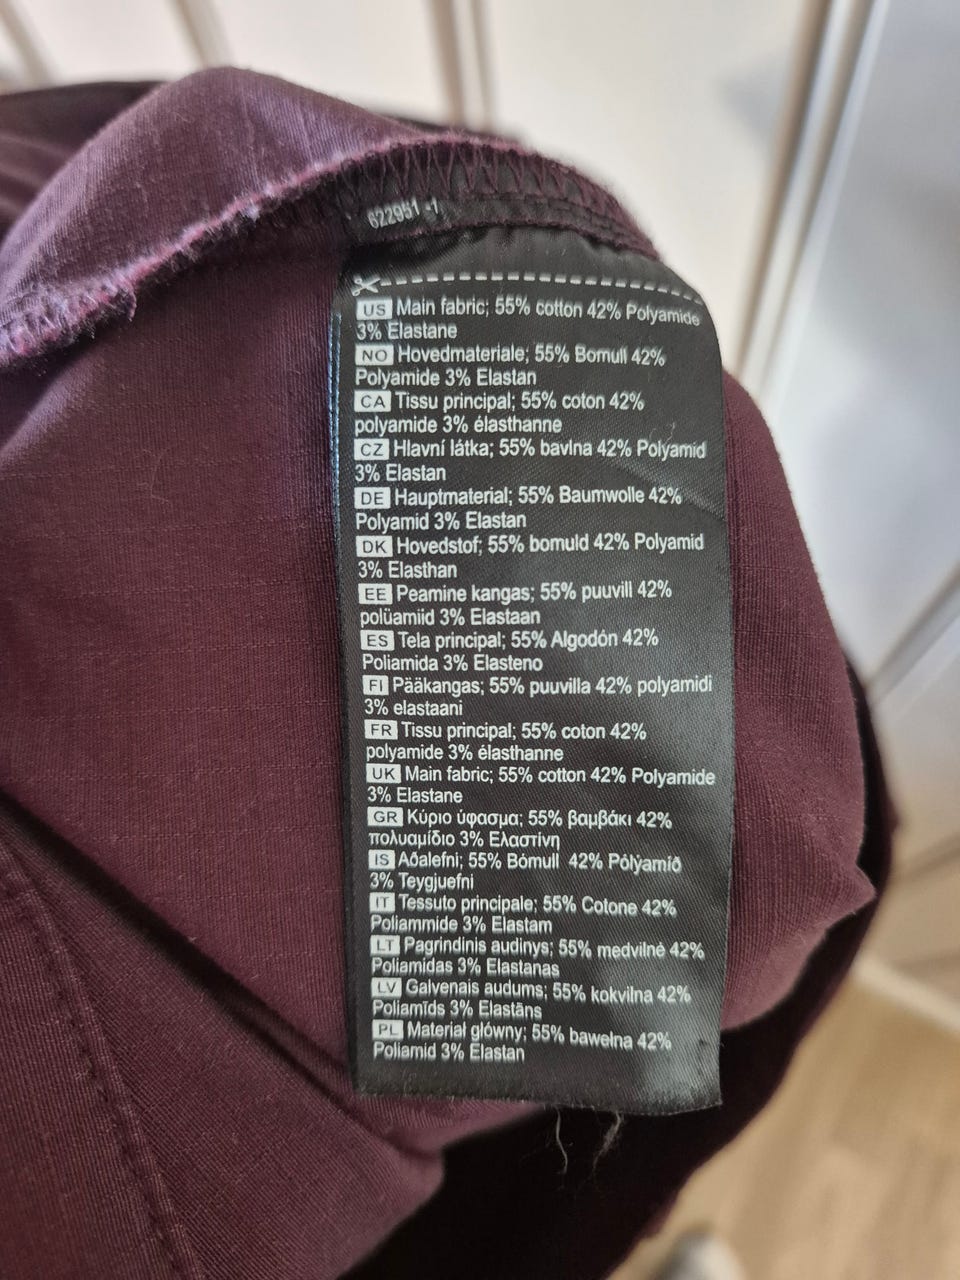 622951 -1
US Main fabric; 55% cotton 42% Polyamide
3% Elastane
NO Hovedmateriale; 55% Bomull 42%
Polyamide 3% Elastan
CA Tissu principal; 55% coton 42%
polyamide 3% élasthanne
CZ Hlavní látka; 55% bavlna 42% Polyamid
3% Elastan
DE Hauptmaterial; 55% Baumwolle 42%
Polyamid 3% Elastan
DK Hovedstof; 55% bomuld 42% Polyamid
3% Elasthan
EE Peamine kangas; 55% puuvill 42%
polüamiid 3% Elastaan
ES Tela principal; 55% Algodón 42%
Poliamida 3% Elasteno
FI Pääkangas; 55% puuvilla 42% polyamidi
3% elastaani
FR Tissu principal; 55% coton 42%
polyamide 3% élasthanne
UK Main fabric; 55% cotton 42% Polyamide
3% Elastane
GR Κύριο ύφασμα; 55% βαμβάκι 42%
πολυαμίδιο 3% Ελαστίνη
IS Aðalefni; 55% Bómull 42% Pólýamíð
3% Teygjuefni
IT Tessuto principale; 55% Cotone 42%
Poliammide 3% Elastam
LT Pagrindinis audinys; 55% medvilnė 42%
Poliamidas 3% Elastanas
LV Galvenais audums; 55% kokvilna 42%
Poliamīds 3% Elastāns
PL Materiał główny; 55% bawełna 42%
Poliamid 3% Elastan